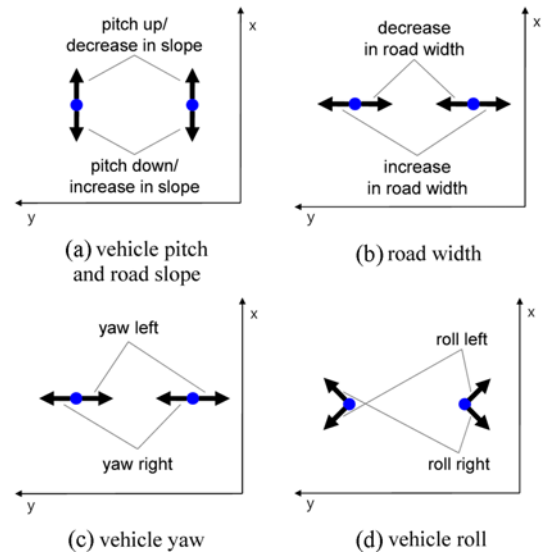 pitch up/
decrease in slope
x
pitch down/
increase in slope
y
(a) vehicle pitch
and road slope
decrease
in road width
x
increase
in road width
y
(b) road width
yaw left
x
yaw right
y
(c) vehicle yaw
roll left
x
roll right
y
(d) vehicle roll